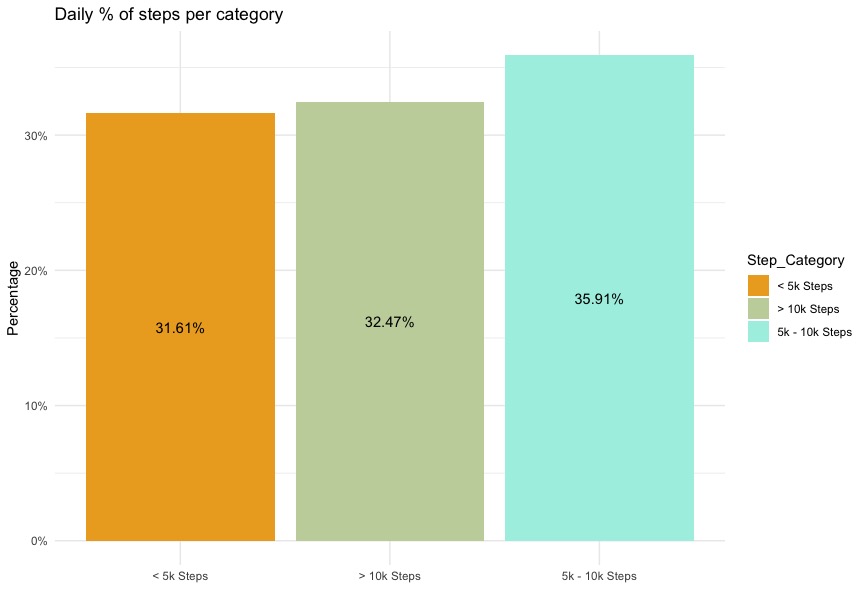 Daily % of steps per category
Percentage
30%
20%
10%
0%
31.61%
32.47%
35.91%
< 5k Steps
> 10k Steps
5k - 10k Steps
Step_Category
< 5k Steps
> 10k Steps
5k - 10k Steps